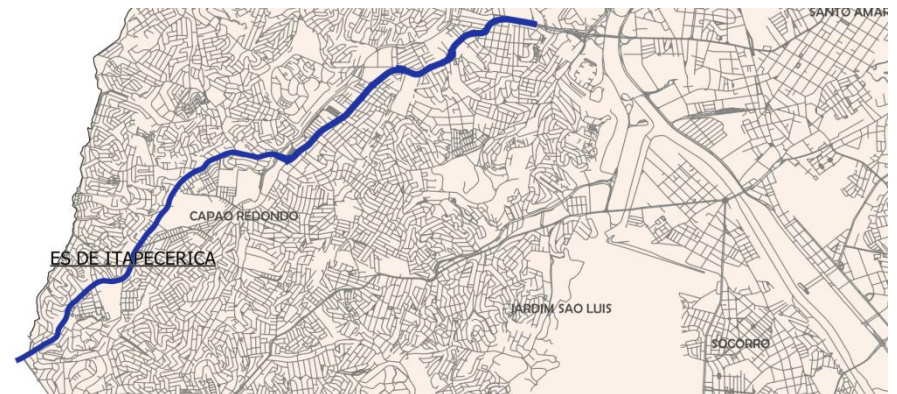 SANTO AMAR
CAPAO REDONDO
ES DE ITAPECERICA
JARDIM SAO LUIS
SOCORRO